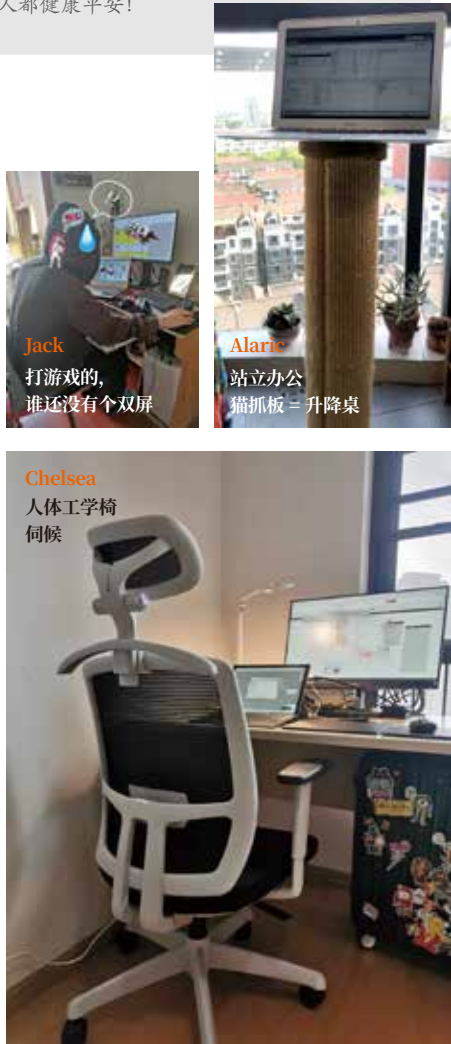 人都健康平安！
Jack
打游戏的，
谁还没有个双屏
Alaric
站立办公
猫抓板 = 升降桌
Chelsea
人体工学椅
伺候